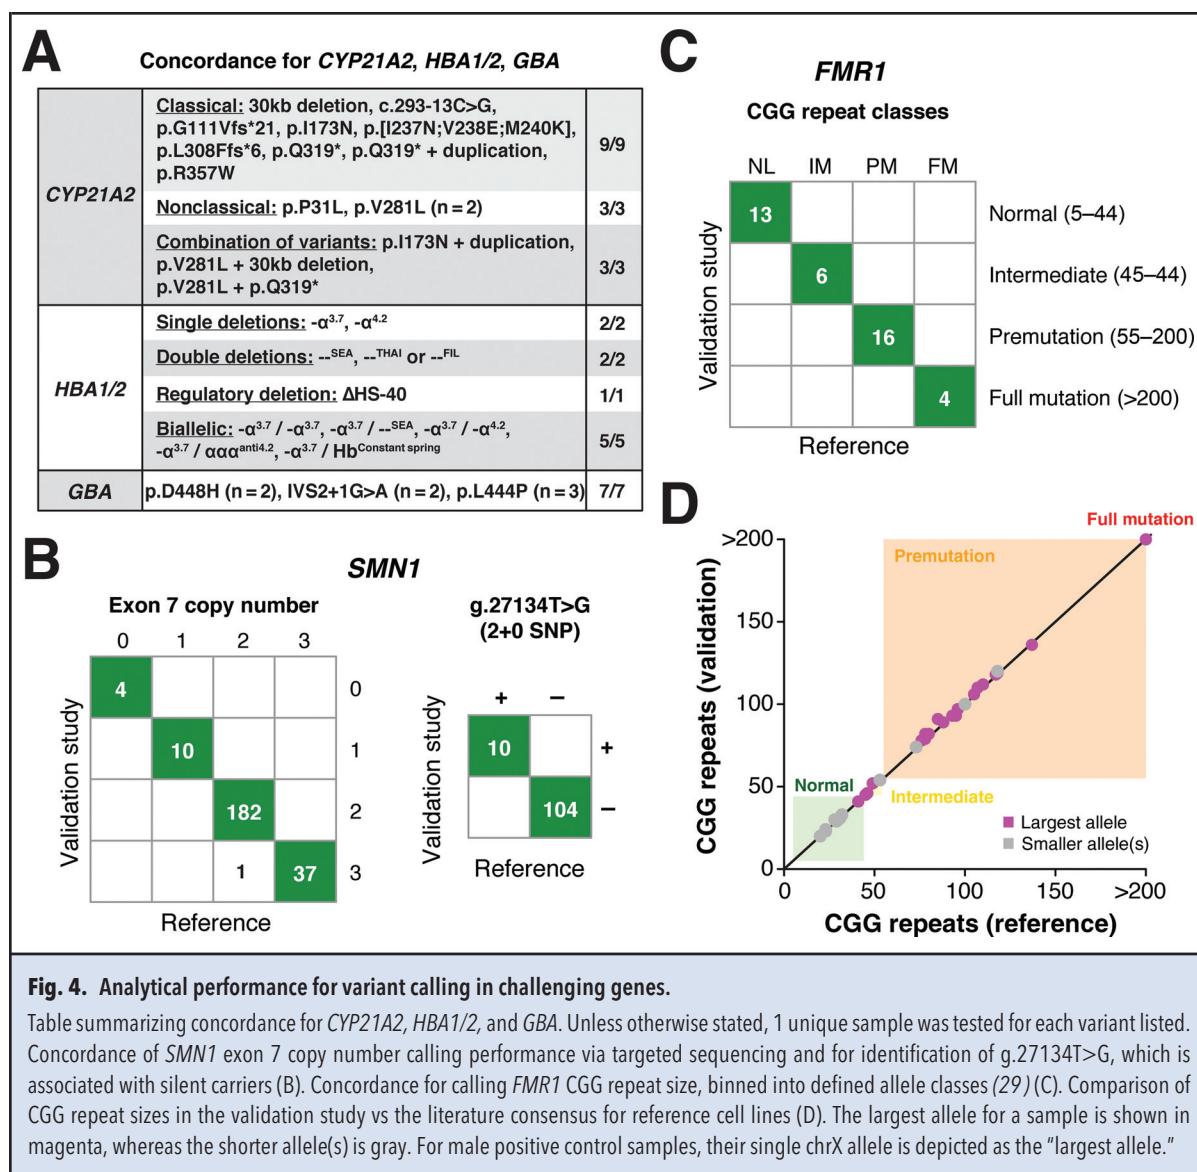 A
Concordance for CYP21A2, HBA1/2, GBA
CYP21A2
Classical: 30kb deletion, c.293-13C>G,
p.G111Vfs*21, p.I173N, p.[I237N;V238E;M240K],
p.L308Ffs*6, p.Q319*, p.Q319* + duplication,
p.R357W
9/9
Nonclassical: p.P31L, p.V281L (n = 2)
3/3
Combination of variants: p.I173N + duplication,
p.V281L + 30kb deletion,
p.V281L + p.Q319*
3/3
HBA1/2
Single deletions: -α3.7, -α4.2
2/2
Double deletions: --SEA, --THAI or --FIL
2/2
Regulatory deletion: ΔHS-40
1/1
Biallelic: -α3.7 / -α3.7, -α3.7 / --SEA, -α3.7 / -α4.2,
-α3.7 / αααanti4.2, -α3.7 / HbConstant spring
5/5
GBA
p.D448H (n = 2), IVS2+1G>A (n = 2), p.L444P (n = 3)
7/7
B
SMN1
Exon 7 copy number
0 1 2 3
Validation study
4 0
10 1
182 2
1 37 3
Reference
g.27134T>G
(2+0 SNP)
+ −
Validation study
10 +
104 −
Reference
C
FMR1
CGG repeat classes
NL IM PM FM
Validation study
13 Normal (5–44)
6 Intermediate (45–44)
16 Premutation (55–200)
4 Full mutation (>200)
Reference
D
Full mutation
>200
Premutation
150
100
50
Normal
Intermediate
Largest allele
Smaller allele(s)
0
CGG repeats (validation)
0 50 100 150 >200
CGG repeats (reference)
Fig. 4. Analytical performance for variant calling in challenging genes.
Table summarizing concordance for CYP21A2, HBA1/2, and GBA. Unless otherwise stated, 1 unique sample was tested for each variant listed.
Concordance of SMN1 exon 7 copy number calling performance via targeted sequencing and for identification of g.27134T>G, which is
associated with silent carriers (B). Concordance for calling FMR1 CGG repeat size, binned into defined allele classes (29) (C). Comparison of
CGG repeat sizes in the validation study vs the literature consensus for reference cell lines (D). The largest allele for a sample is shown in
magenta, whereas the shorter allele(s) is gray. For male positive control samples, their single chrX allele is depicted as the “largest allele.”